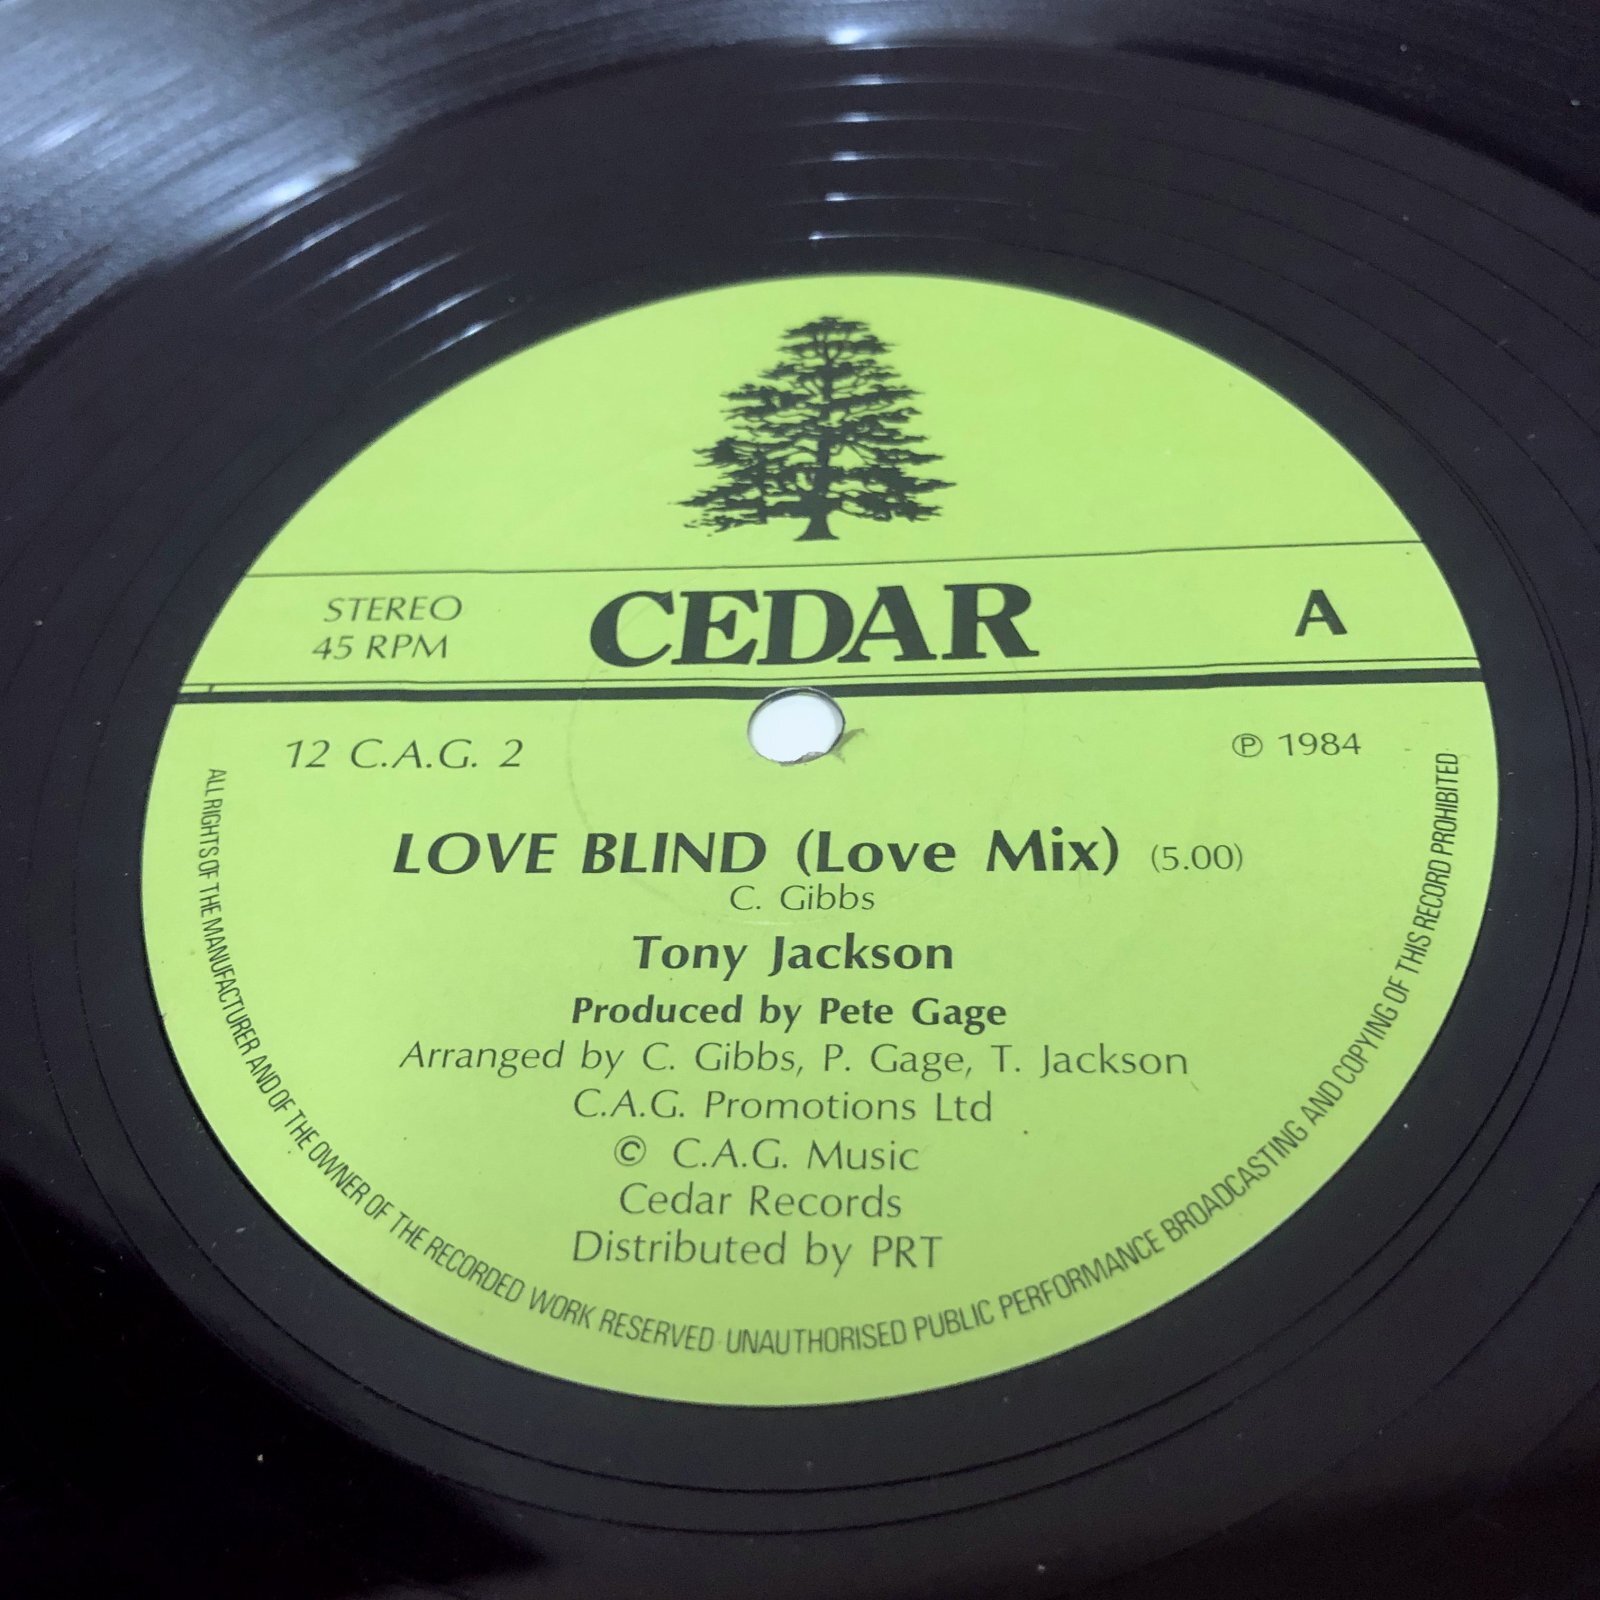 CEDAR
STEREO
45 RPM
A
12 C.A.G. 2
℗ 1984
LOVE BLIND (Love Mix) (5.00)
C. Gibbs
Tony Jackson
Produced by Pete Gage
Arranged by C. Gibbs, P. Gage, T. Jackson
C.A.G. Promotions Ltd
© C.A.G. Music
Cedar Records
Distributed by PRT
ALL RIGHTS OF THE MANUFACTURER AND OF THE OWNER OF THE RECORDED WORK RESERVED · UNAUTHORISED PUBLIC PERFORMANCE BROADCASTING AND COPYING OF THIS RECORD PROHIBITED